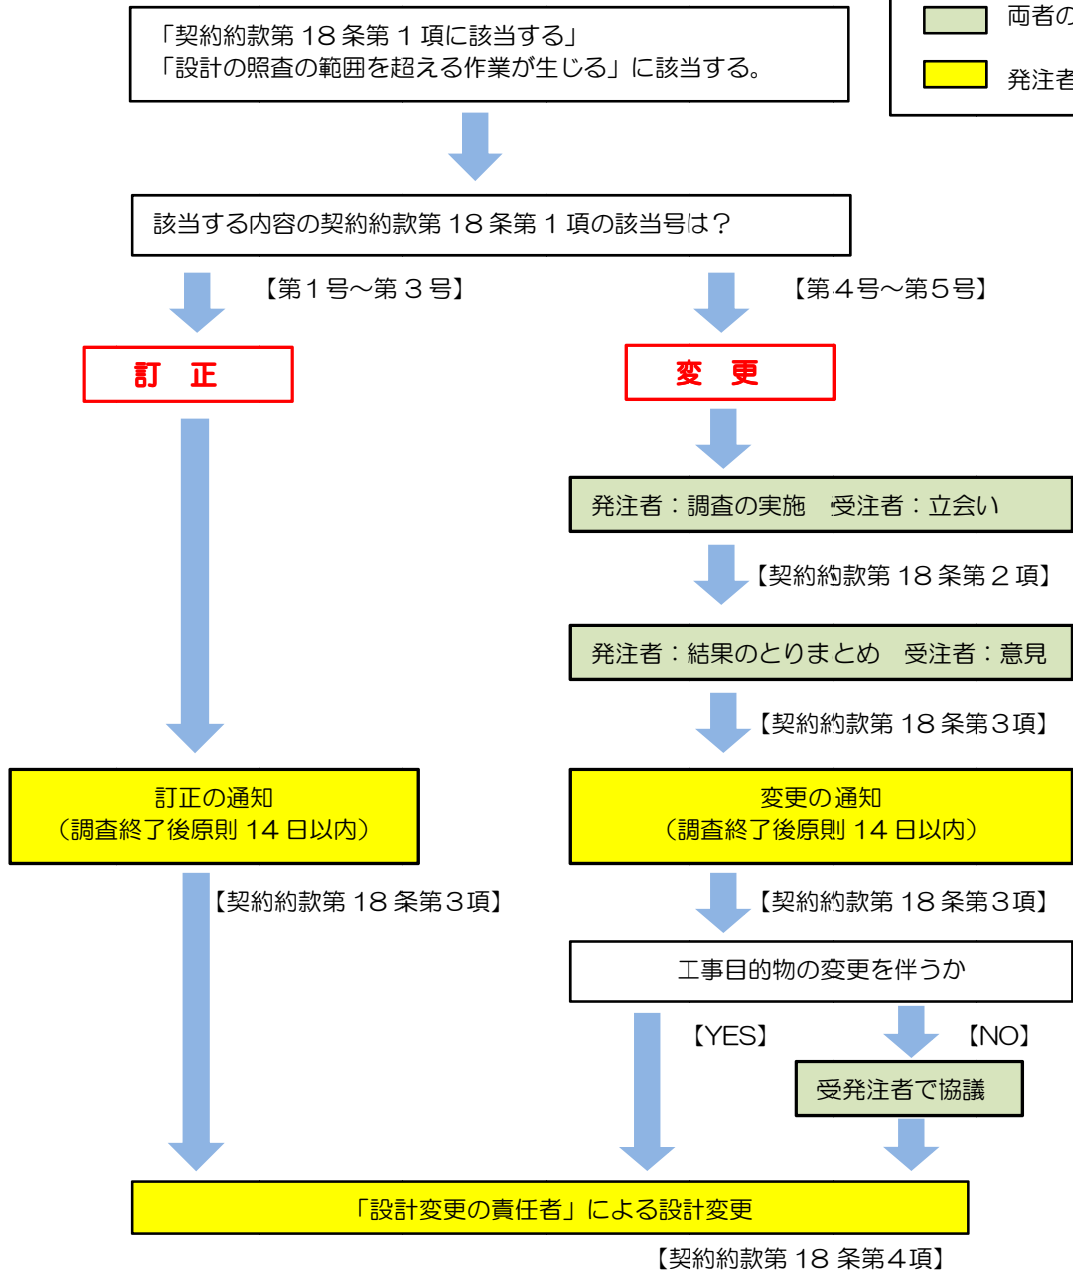 両者の
発注者
「契約約款第 18 条第 1 項に該当する」
「設計の照査の範囲を超える作業が生じる」に該当する。
該当する内容の契約約款第 18 条第 1 項の該当号は？
【第1号～第 3 号】
【第4号～第5号】
訂　正
変　更
発注者：調査の実施　受注者：立会い
【契約約款第 18 条第 2 項】
発注者：結果のとりまとめ　受注者：意見
【契約約款第 18 条第3項】
訂正の通知
（調査終了後原則 14 日以内）
変更の通知
（調査終了後原則 14 日以内）
【契約約款第 18 条第3項】
【契約約款第 18 条第3項】
工事目的物の変更を伴うか
【YES】
【NO】
受発注者で協議
「設計変更の責任者」による設計変更
【契約約款第 18 条第4項】